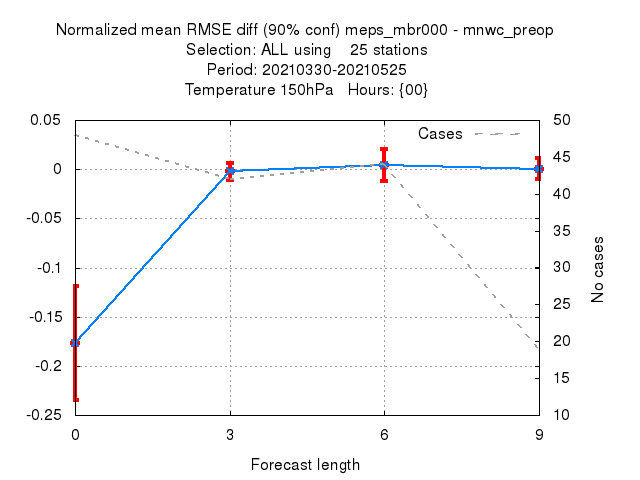 Normalized mean RMSE diff (90% conf) meps_mbr000 - mnwc_preop
Selection: ALL using    25 stations
Period: 20210330-20210525
Temperature 150hPa   Hours: {00}
Cases
0.05
0
-0.05
-0.1
-0.15
-0.2
-0.25
50
45
40
35
30
25
20
15
10
No cases
0 3 6 9
Forecast length